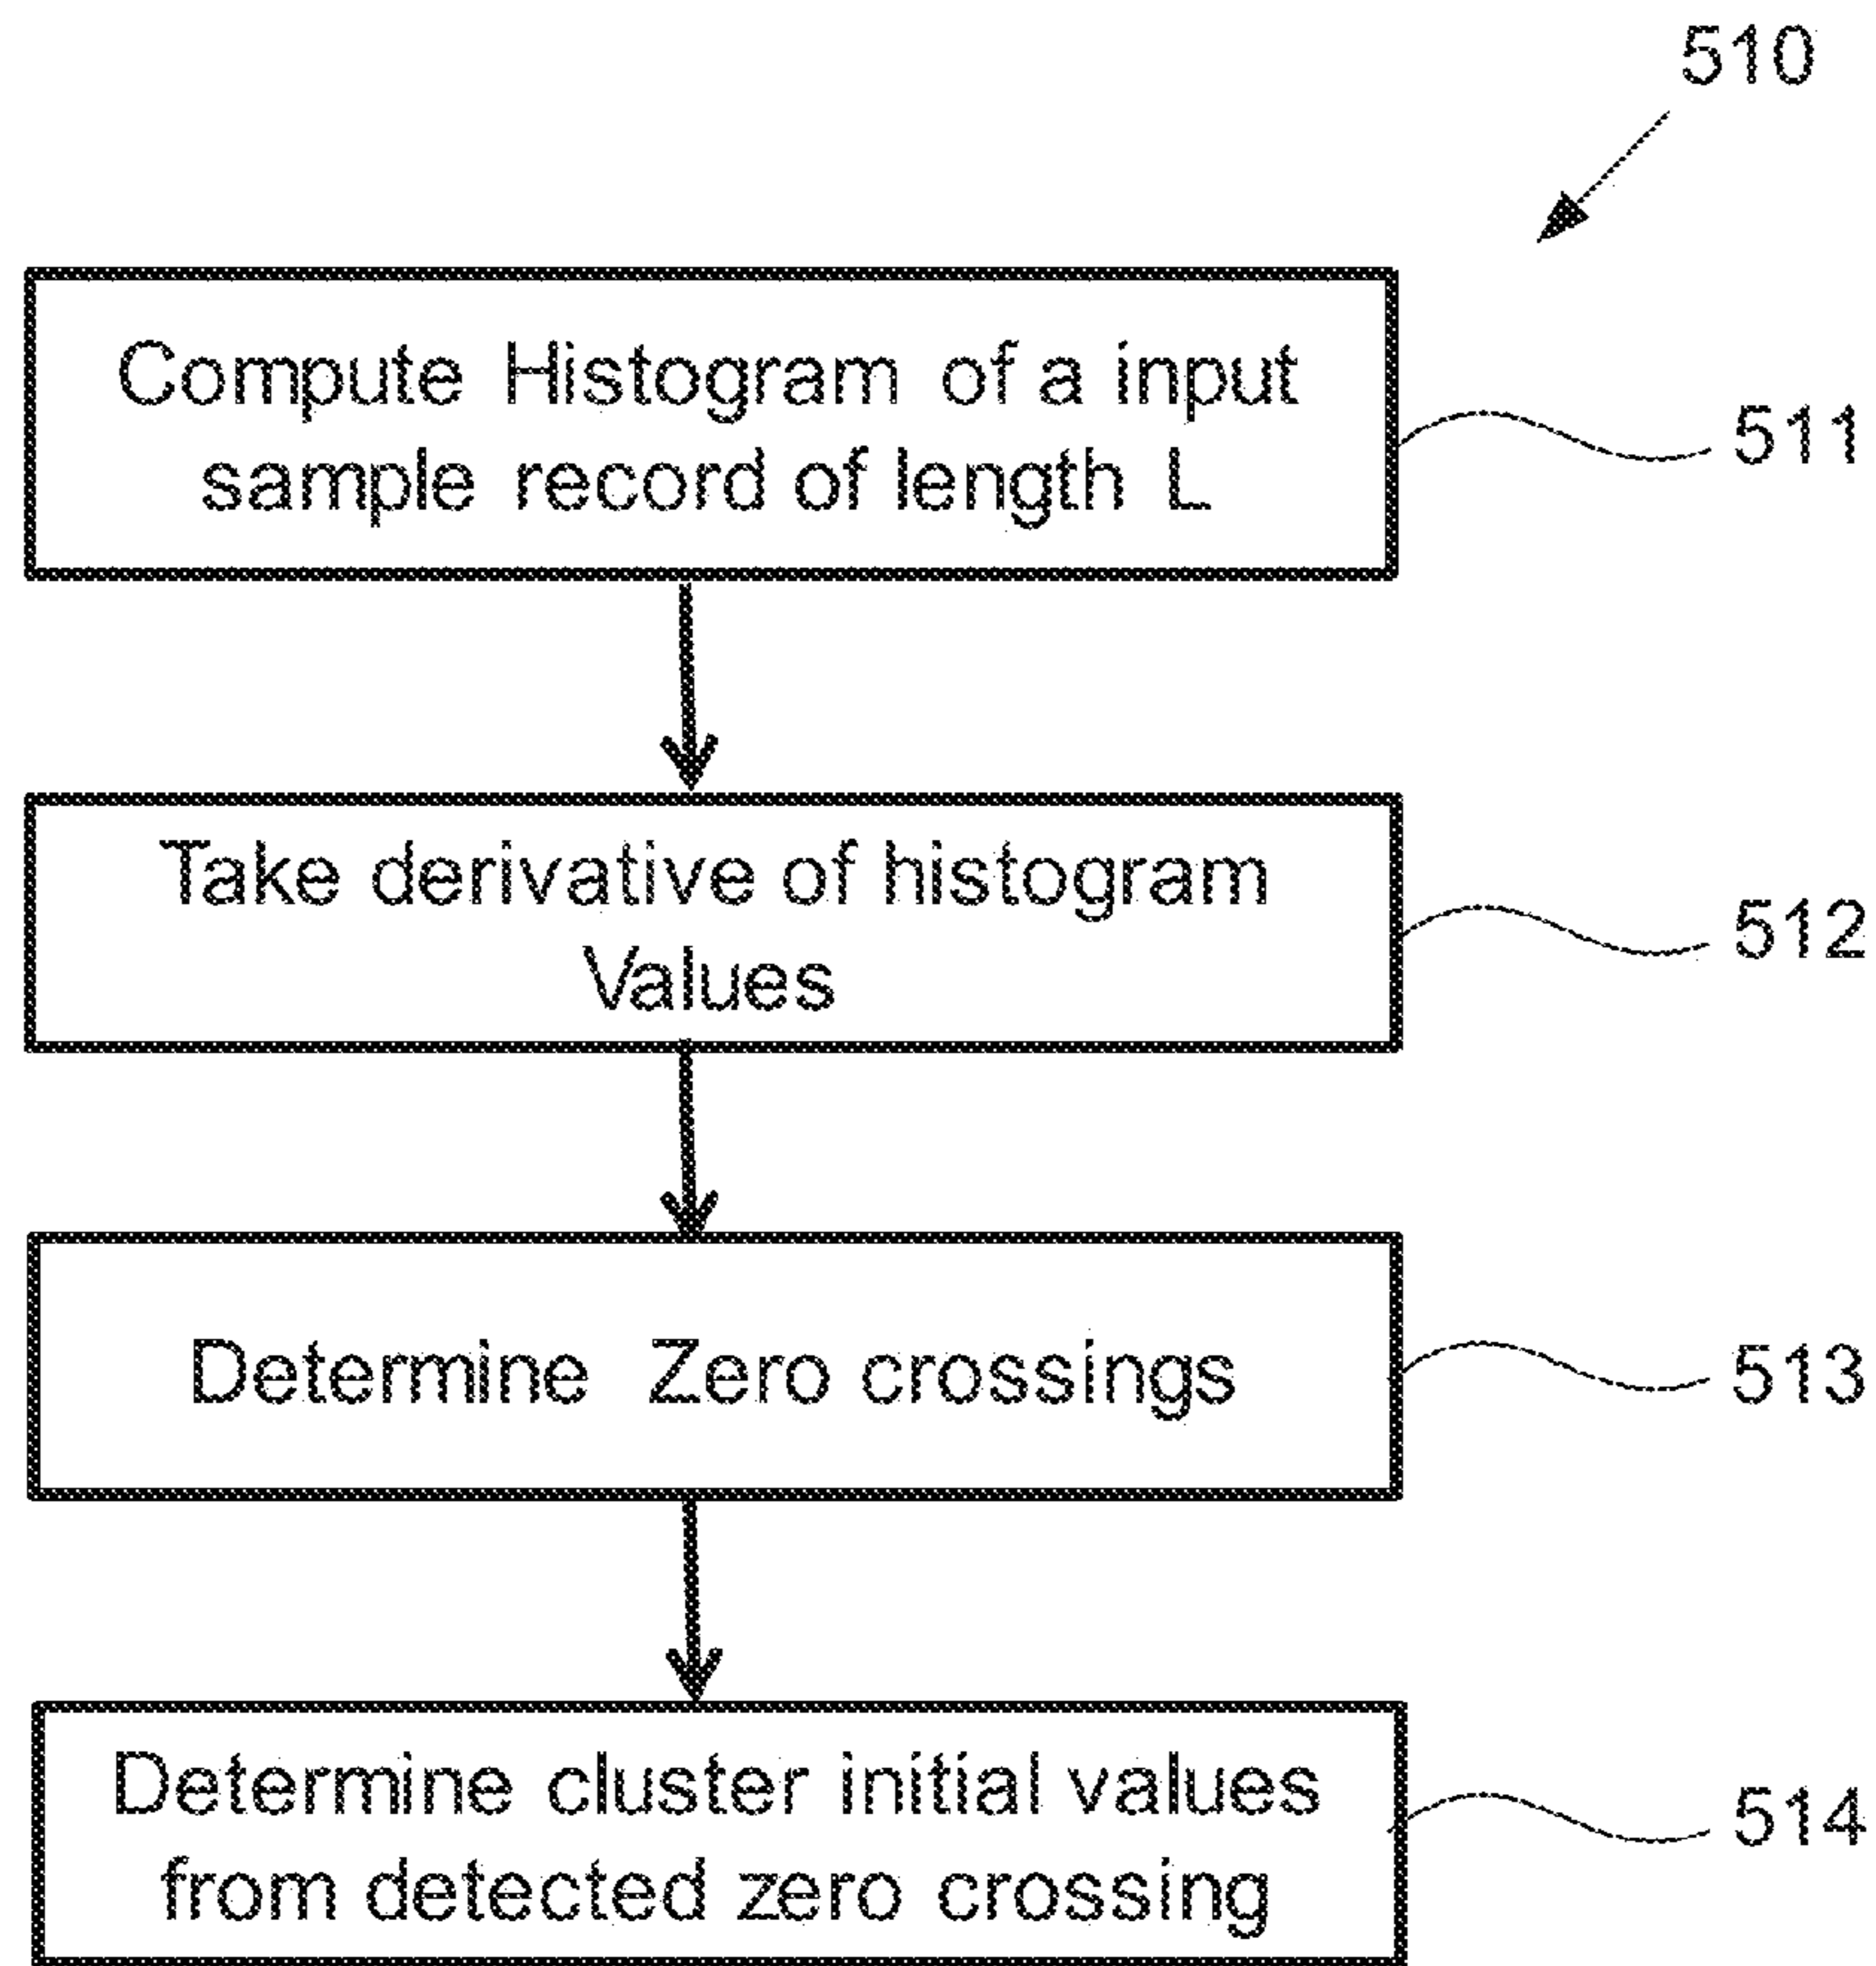 510
Compute Histogram of a input
sample record of length L
511
Take derivative of histogram
Values
512
Determine Zero crossings
513
Determine cluster initial values
from detected zero crossing
514